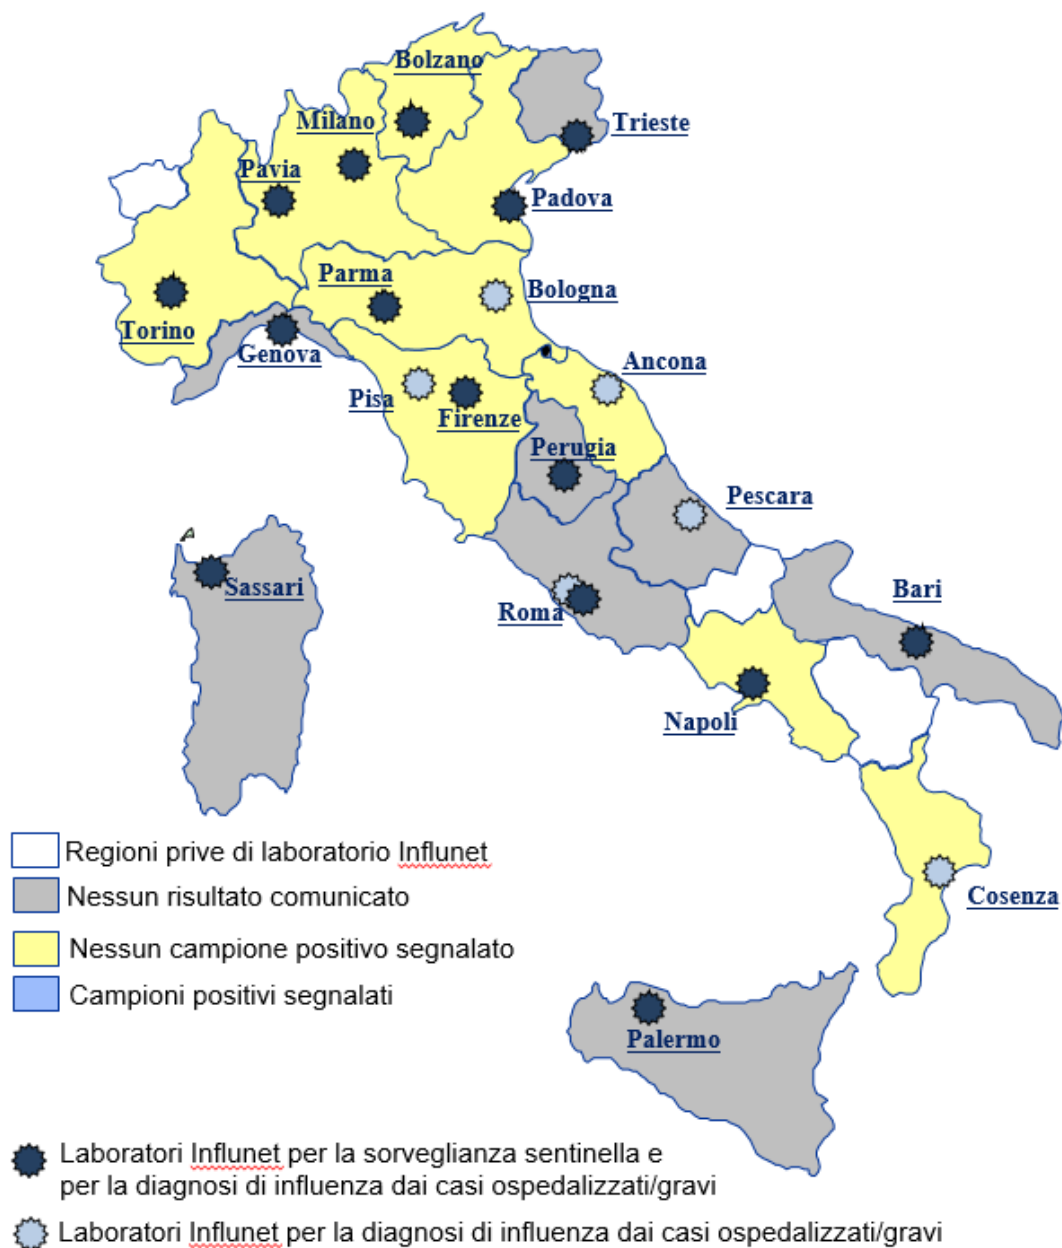 Bolzano
Milano
Trieste
Pavia
Padova
Parma
Bologna
Torino
Genova
Ancona
Pisa
Firenze
Perugia
Pescara
Sassari
Roma
Bari
Napoli
Regioni prive di laboratorio Influnet
Nessun risultato comunicato
Cosenza
Nessun campione positivo segnalato
Campioni positivi segnalati
Palermo
Laboratori Influnet per la sorveglianza sentinella e
per la diagnosi di influenza dai casi ospedalizzati/gravi
Laboratori Influnet per la diagnosi di influenza dai casi ospedalizzati/gravi